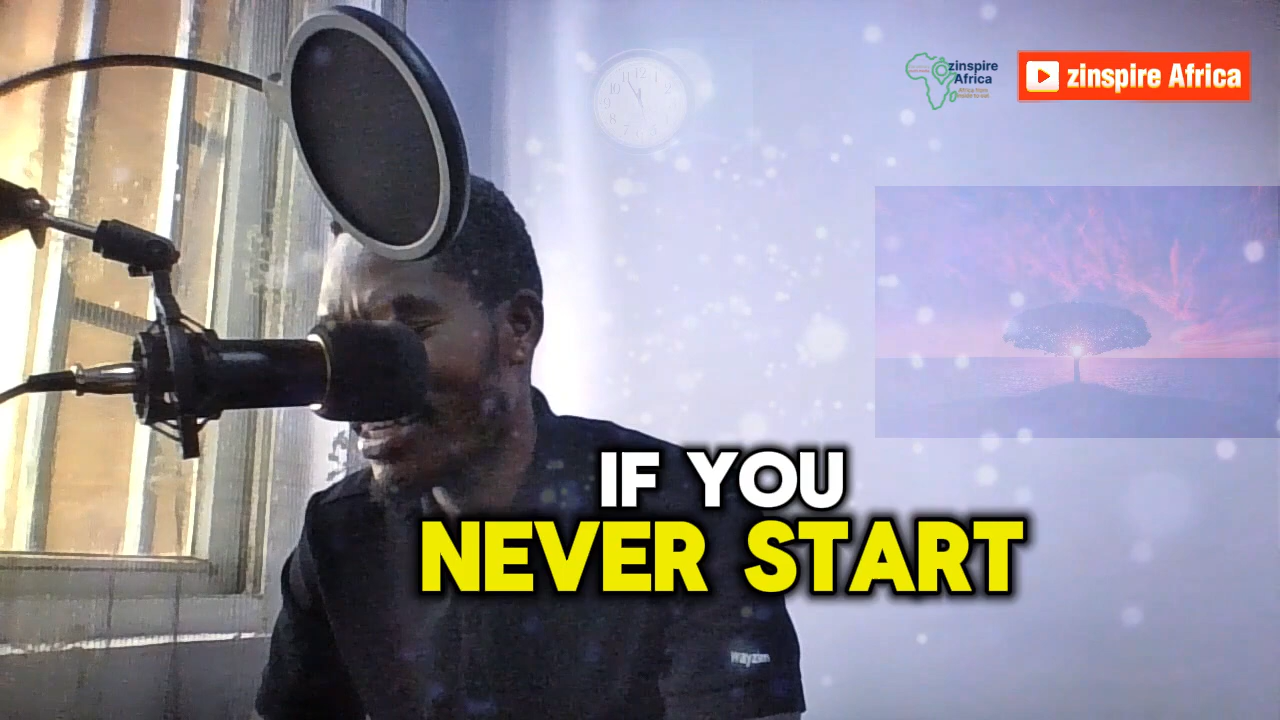 zinspire
Africa
zinspire Africa
IF YOU
NEVER START